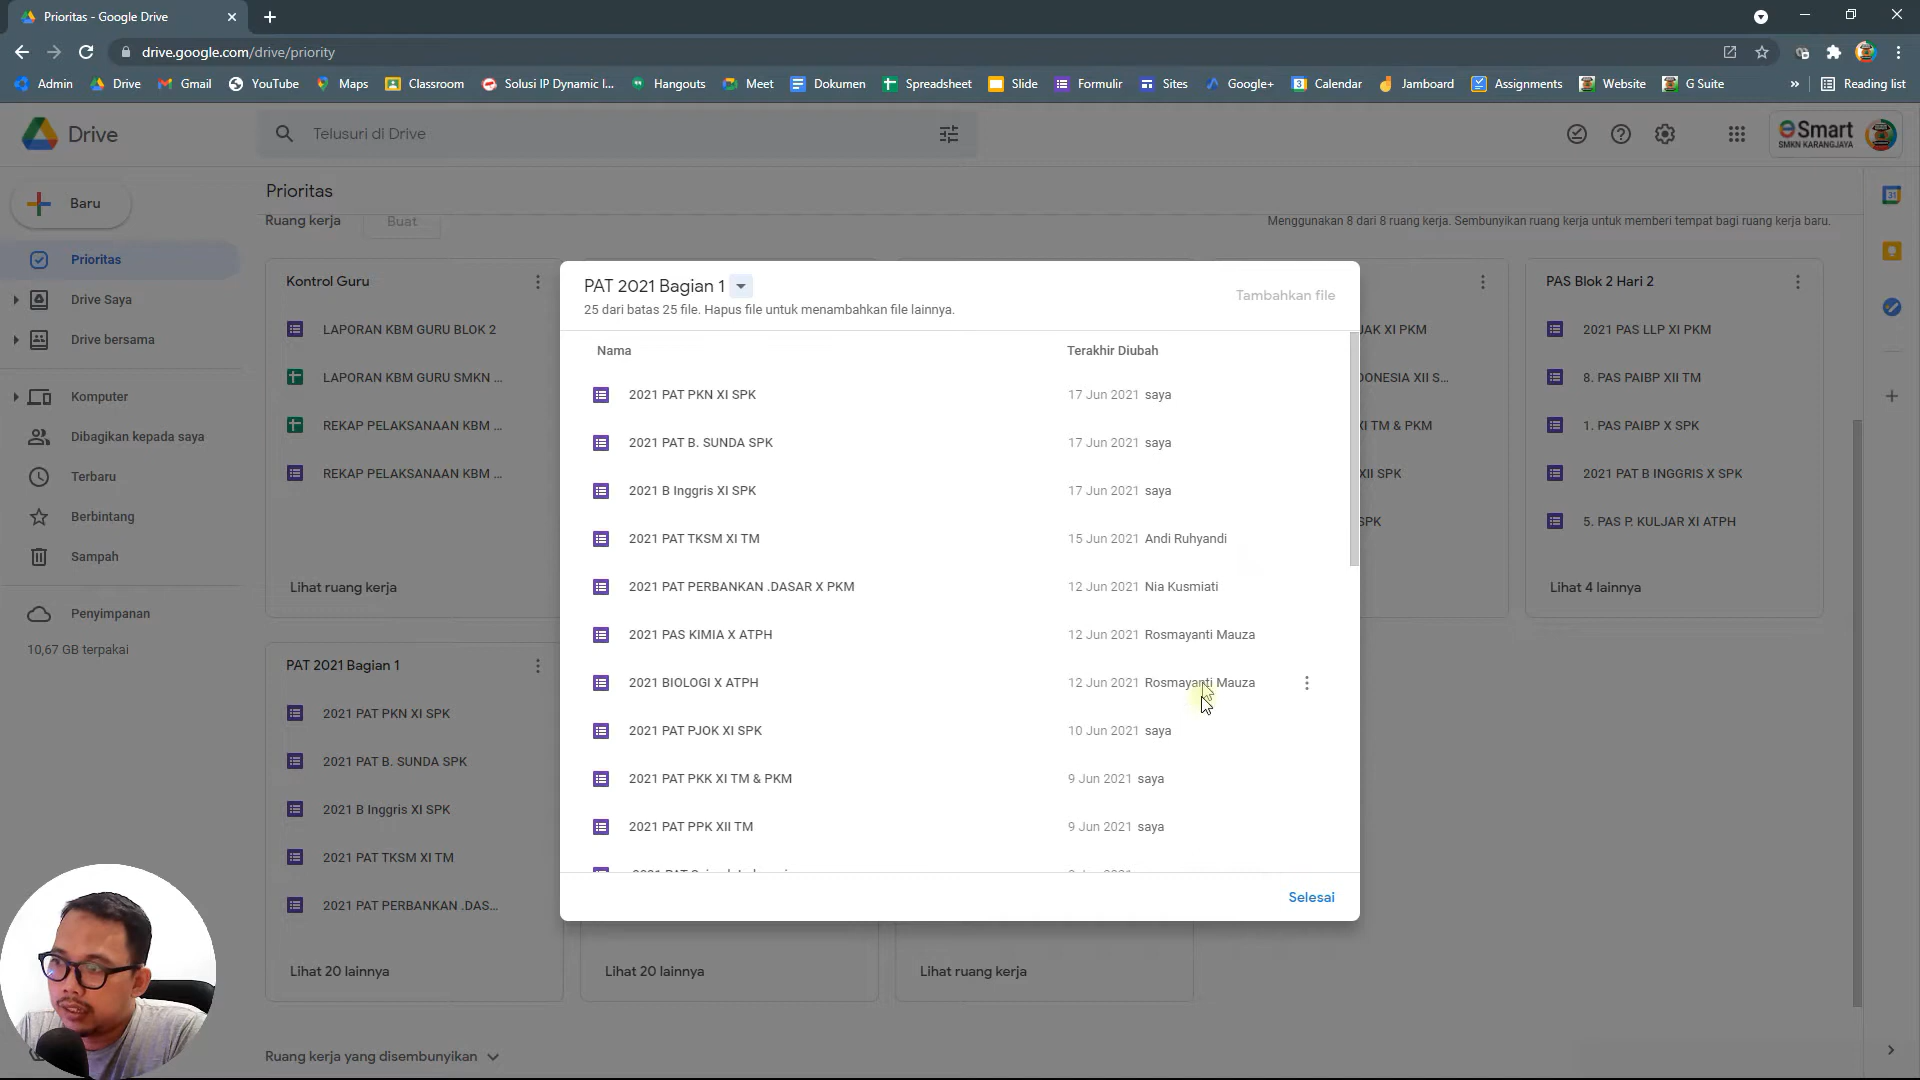 Prioritas - Google Drive
drive.google.com/drive/priority
Admin Drive Gmail YouTube Maps Classroom Solusi IP Dynamic I... Hangouts Meet Dokumen Spreadsheet Slide Formulir Sites Google+ Calendar Jamboard Assignments Website G Suite » Reading list
Drive
Telusuri di Drive
eSmart
SMKN KARANGJAYA
Baru
Prioritas
Drive Saya
Drive bersama
Komputer
Dibagikan kepada saya
Terbaru
Berbintang
Sampah
Penyimpanan
10,67 GB terpakai
Prioritas
Ruang kerja
Buat
Menggunakan 8 dari 8 ruang kerja. Sembunyikan ruang kerja untuk memberi tempat bagi ruang kerja baru.
Kontrol Guru
LAPORAN KBM GURU BLOK 2
LAPORAN KBM GURU SMKN ...
REKAP PELAKSANAAN KBM ...
REKAP PELAKSANAAN KBM ...
Lihat ruang kerja
PAT 2021 Bagian 1
25 dari batas 25 file. Hapus file untuk menambahkan file lainnya.
Tambahkan file
Nama Terakhir Diubah
2021 PAT PKN XI SPK 17 Jun 2021 saya
2021 PAT B. SUNDA SPK 17 Jun 2021 saya
2021 B Inggris XI SPK 17 Jun 2021 saya
2021 PAT TKSM XI TM 15 Jun 2021 Andi Ruhyandi
2021 PAT PERBANKAN .DASAR X PKM 12 Jun 2021 Nia Kusmiati
2021 PAS KIMIA X ATPH 12 Jun 2021 Rosmayanti Mauza
2021 BIOLOGI X ATPH 12 Jun 2021 Rosmayanti Mauza
2021 PAT PJOK XI SPK 10 Jun 2021 saya
2021 PAT PKK XI TM & PKM 9 Jun 2021 saya
2021 PAT PPK XII TM 9 Jun 2021 saya
Selesai
JAK XI PKM
DONESIA XII S...
XI TM & PKM
XII SPK
SPK
PAS Blok 2 Hari 2
2021 PAS LLP XI PKM
8. PAS PAIBP XII TM
1. PAS PAIBP X SPK
2021 PAT B INGGRIS X SPK
5. PAS P. KULJAR XI ATPH
Lihat 4 lainnya
PAT 2021 Bagian 1
2021 PAT PKN XI SPK
2021 PAT B. SUNDA SPK
2021 B Inggris XI SPK
2021 PAT TKSM XI TM
2021 PAT PERBANKAN .DAS...
Lihat 20 lainnya
Lihat 20 lainnya
Lihat ruang kerja
Ruang kerja yang disembunyikan